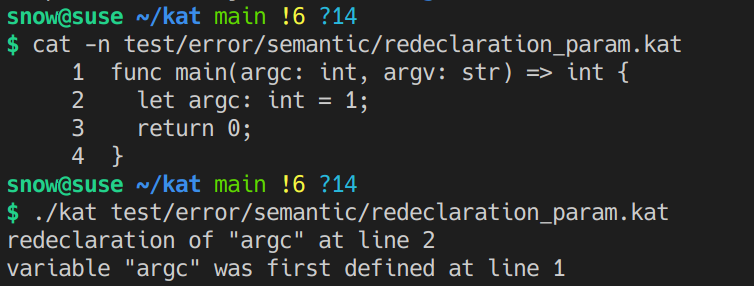 snow@suse ~/kat main !6 ?14
$ cat -n test/error/semantic/redeclaration_param.kat
     1  func main(argc: int, argv: str) => int {
     2    let argc: int = 1;
     3    return 0;
     4  }
snow@suse ~/kat main !6 ?14
$ ./kat test/error/semantic/redeclaration_param.kat
redeclaration of "argc" at line 2
variable "argc" was first defined at line 1